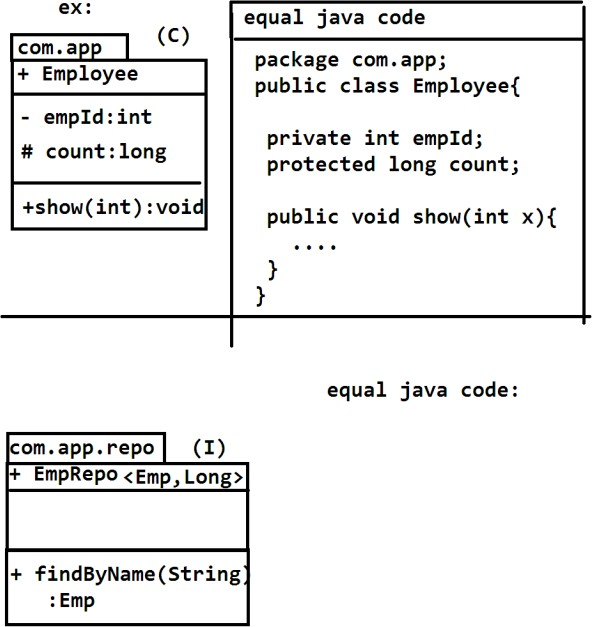 ex:
com.app
(C)
+ Employee
- empId:int
# count:long
+show(int):void
equal java code
package com.app;
public class Employee{
private int empId;
protected long count;
public void show(int x){
....
}
}
equal java code:
com.app.repo
(I)
+ EmpRepo <Emp,Long>
+ findByName(String)
:Emp